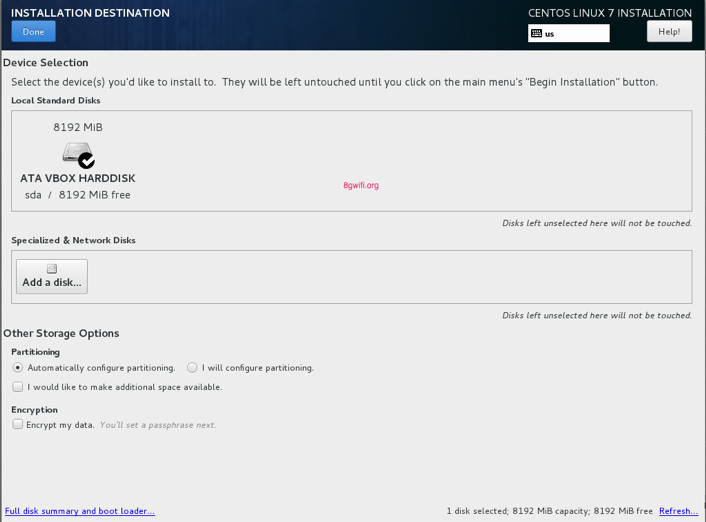 INSTALLATION DESTINATION
CENTOS LINUX 7 INSTALLATION
Done
us
Help!
Device Selection
Select the device(s) you'd like to install to.  They will be left untouched until you click on the main menu's "Begin Installation" button.
Local Standard Disks
8192 MiB
ATA VBOX HARDDISK
sda / 8192 MiB free
8gwifi.org
Disks left unselected here will not be touched.
Specialized & Network Disks
Add a disk...
Disks left unselected here will not be touched.
Other Storage Options
Partitioning
Automatically configure partitioning. I will configure partitioning.
I would like to make additional space available.
Encryption
Encrypt my data. You'll set a passphrase next.
Full disk summary and boot loader... 1 disk selected; 8192 MiB capacity; 8192 MiB free Refresh...